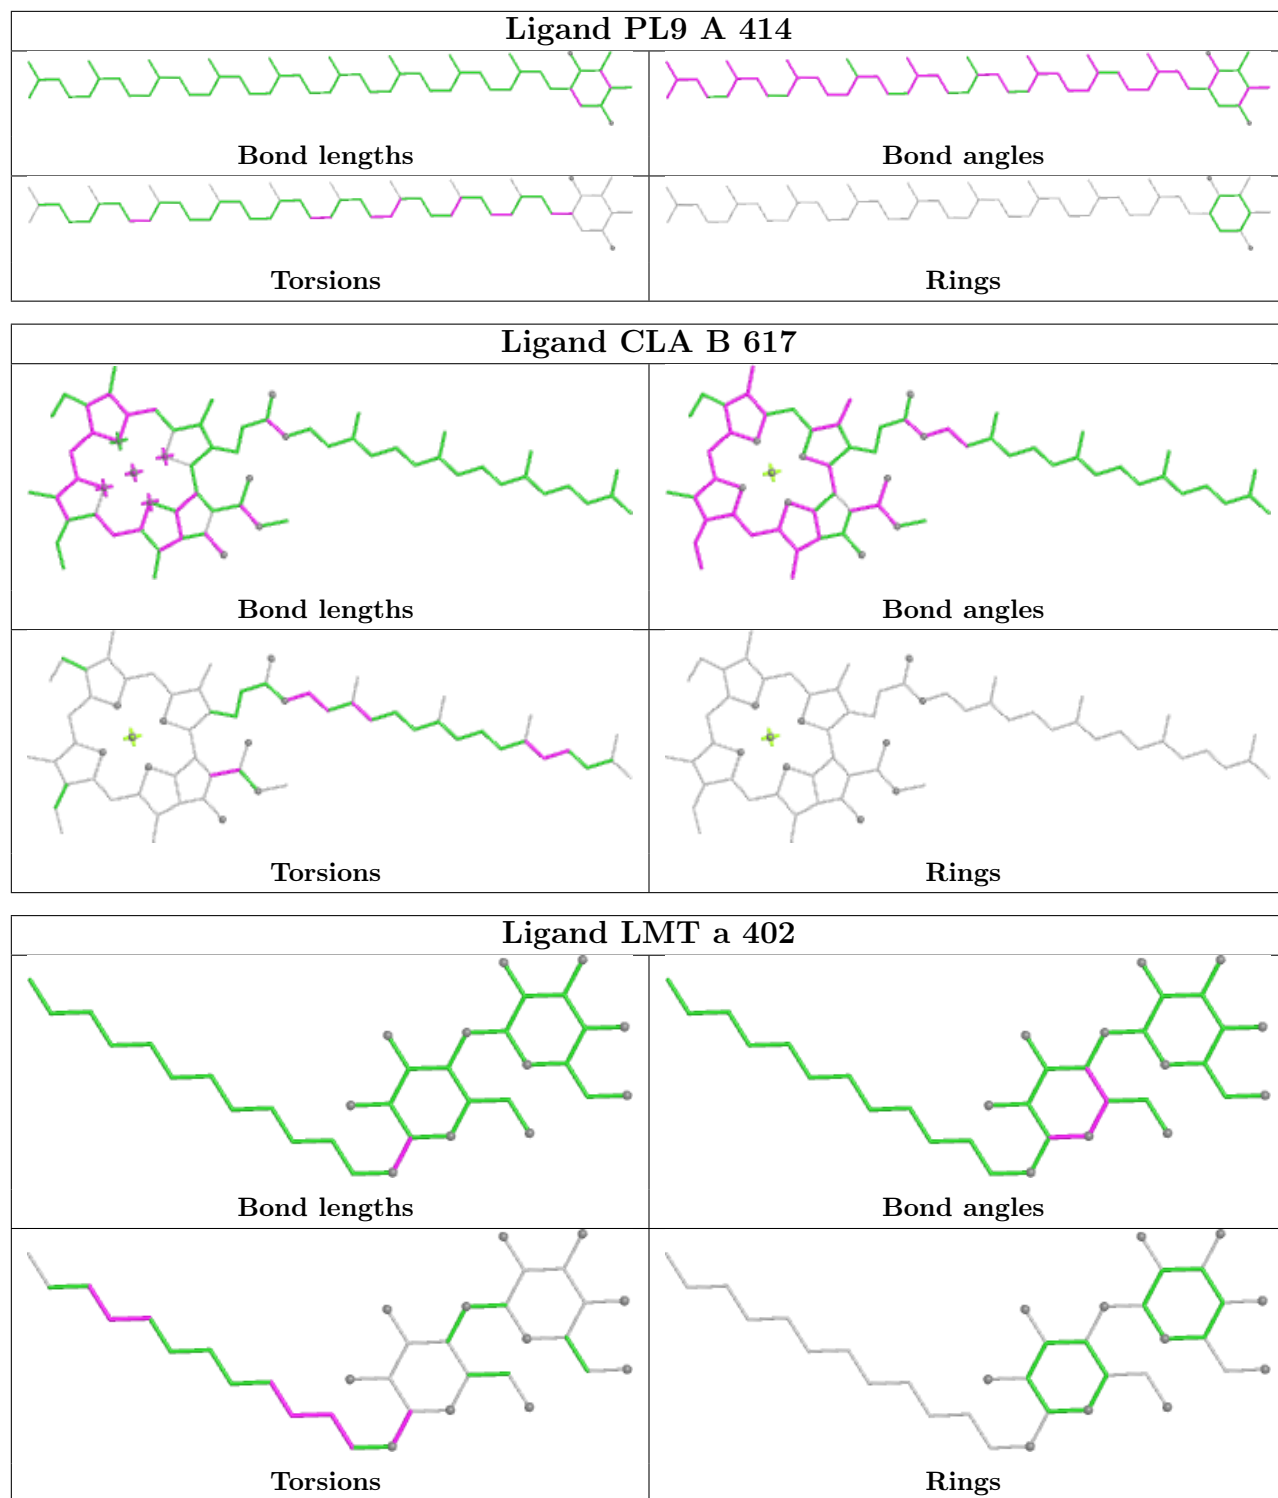 Ligand PL9 A 414
Bond lengths
Bond angles
Torsions
Rings
Ligand CLA B 617
Bond lengths
Bond angles
Torsions
Rings
Ligand LMT a 402
Bond lengths
Bond angles
Torsions
Rings